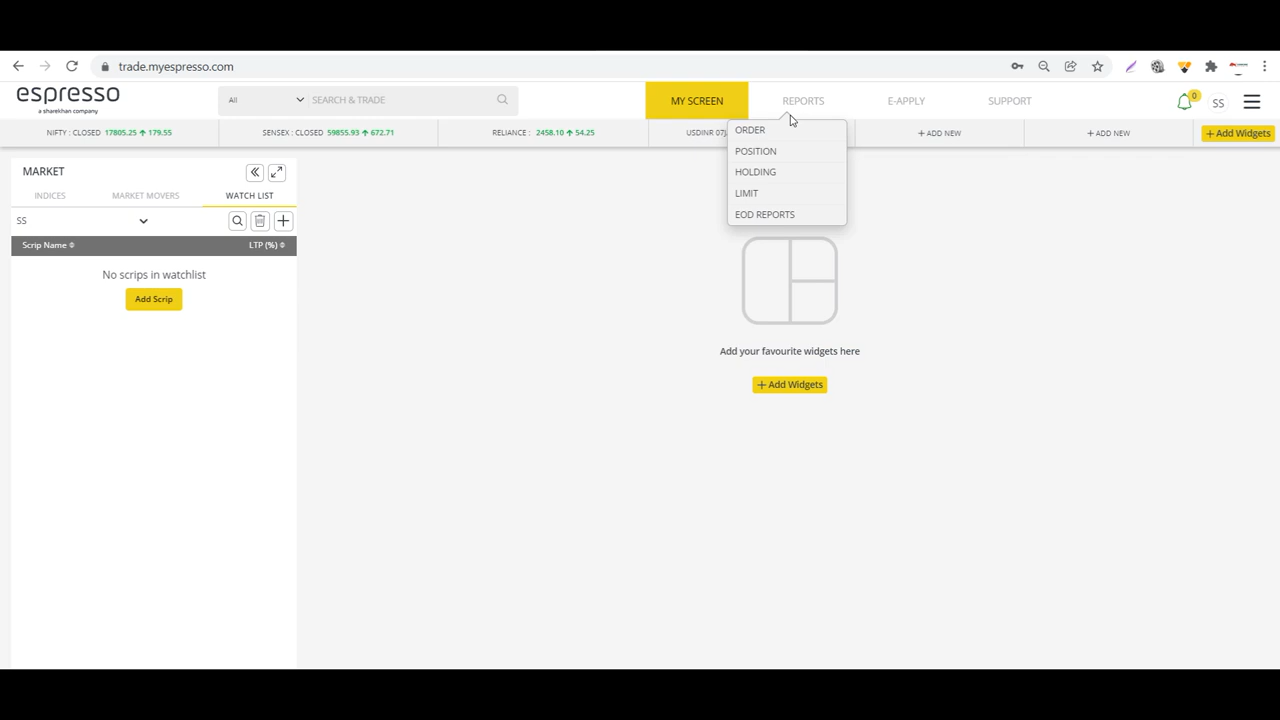 trade.myespresso.com
espresso
a sharekhan company
All
SEARCH & TRADE
MY SCREEN
REPORTS
E-APPLY
SUPPORT
0
SS
NIFTY : CLOSED 17805.25 ↑ 179.55
SENSEX : CLOSED 59855.93 ↑ 672.71
RELIANCE : 2458.10 ↑ 54.25
USDINR 07J
+ ADD NEW
+ ADD NEW
+ Add Widgets
ORDER
POSITION
HOLDING
LIMIT
EOD REPORTS
MARKET
INDICES
MARKET MOVERS
WATCH LIST
SS
Scrip Name
LTP (%)
No scrips in watchlist
Add Scrip
Add your favourite widgets here
+ Add Widgets